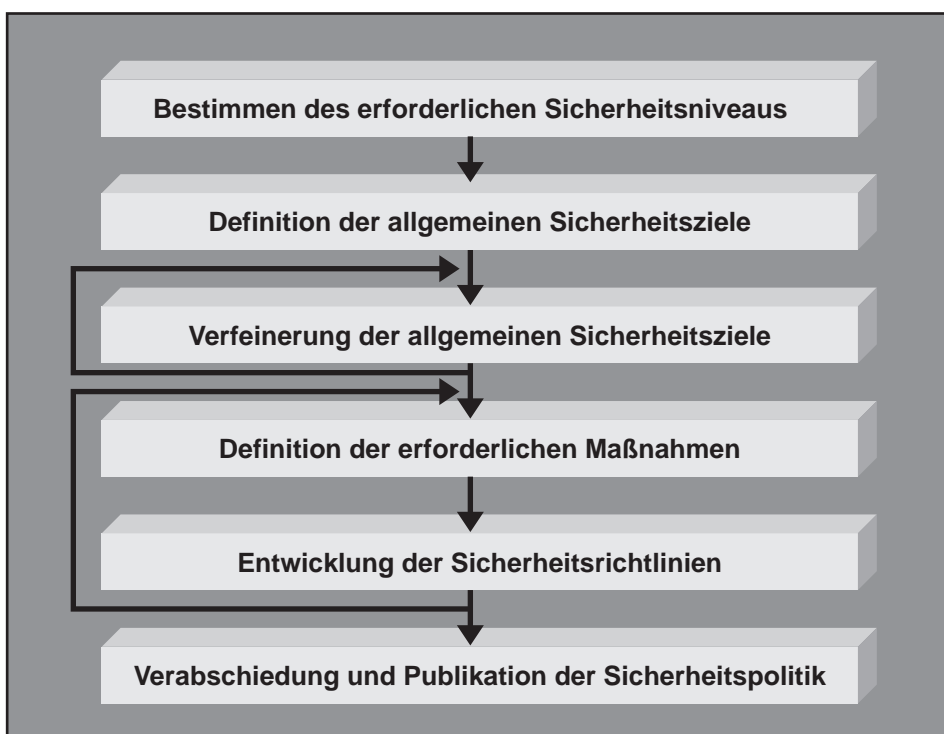 Bestimmen des erforderlichen Sicherheitsniveaus
Definition der allgemeinen Sicherheitsziele
Verfeinerung der allgemeinen Sicherheitsziele
Definition der erforderlichen Maßnahmen
Entwicklung der Sicherheitsrichtlinien
Verabschiedung und Publikation der Sicherheitspolitik